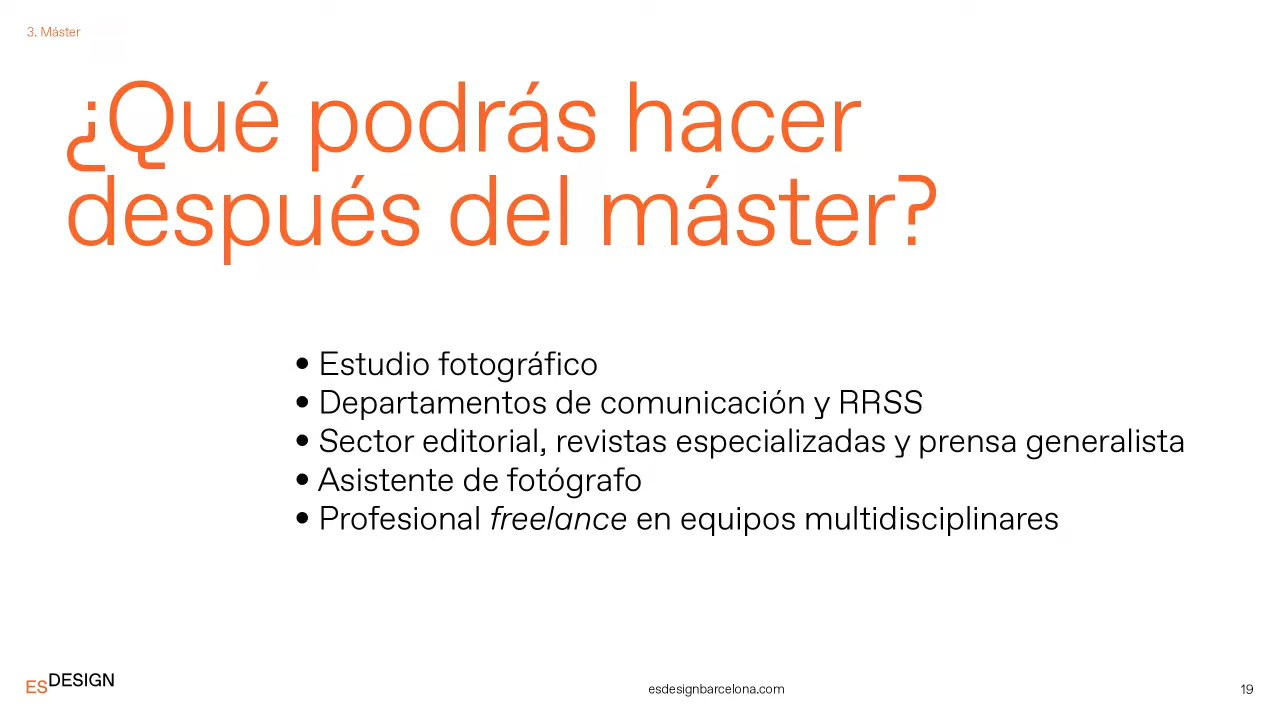 3. Máster
¿Qué podrás hacer
después del máster?
• Estudio fotográfico
• Departamentos de comunicación y RRSS
• Sector editorial, revistas especializadas y prensa generalista
• Asistente de fotógrafo
• Profesional freelance en equipos multidisciplinares
ESDESIGN
esdesignbarcelona.com
19